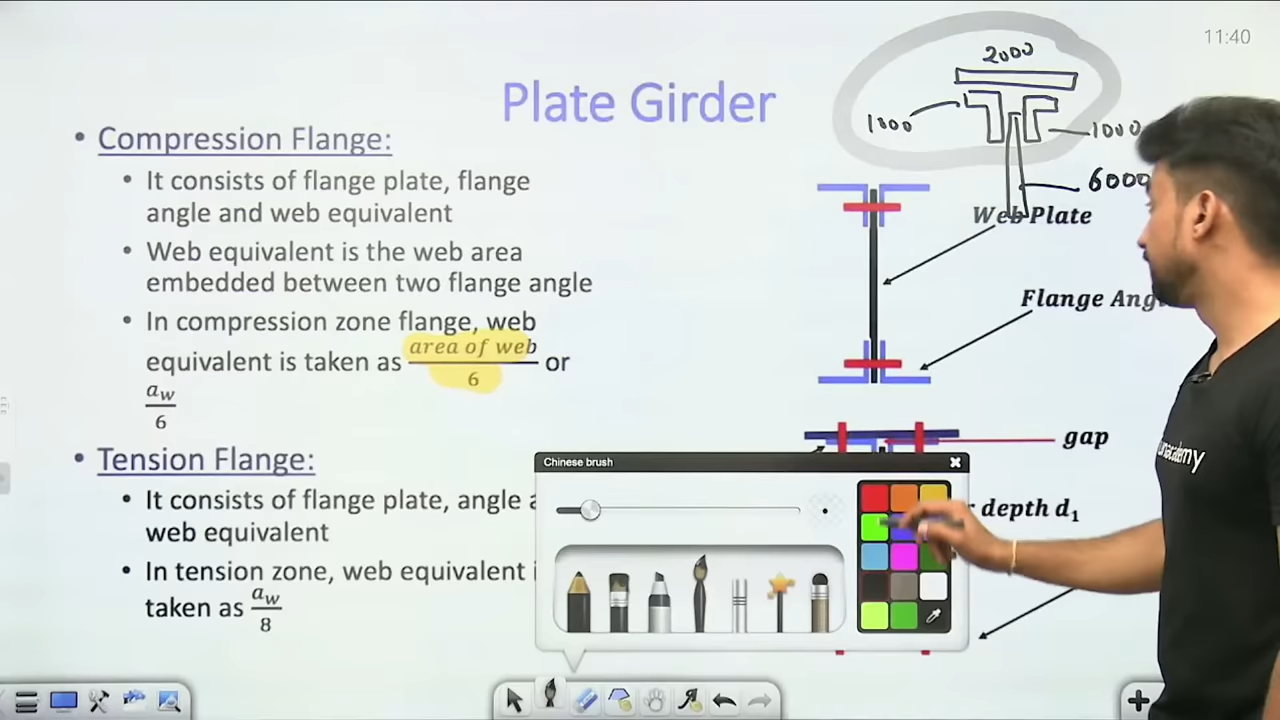 11:40
2000
Plate Girder
1000
1000
6000
• Compression Flange:
• It consists of flange plate, flange
angle and web equivalent
• Web equivalent is the web area
embedded between two flange angle
• In compression zone flange, web
equivalent is taken as area of web / 6 or
a_w / 6
Web Plate
Flange Ang
gap
• Tension Flange:
• It consists of flange plate, angle a
web equivalent
• In tension zone, web equivalent i
taken as a_w / 8
Chinese brush
depth d₁
unacademy